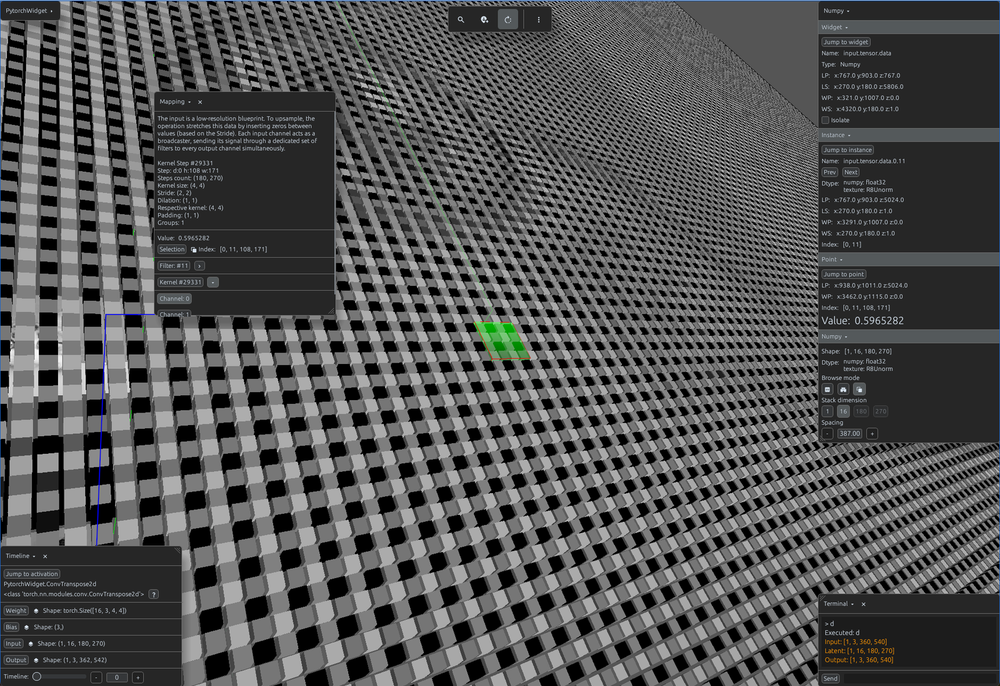 PytorchWidget
Mapping
The input is a low-resolution blueprint. To upsample, the
operation stretches this data by inserting zeros between
values (based on the Stride). Each input channel acts as a
broadcaster, sending its signal through a dedicated set of
filters to every output channel simultaneously.
Kernel Step #29331
Step: d:0 h:108 w:171
Steps count: (180, 270)
Kernel size: (4, 4)
Stride: (2, 2)
Dilation: (1, 1)
Respective kernel: (4, 4)
Padding: (1, 1)
Groups: 1
Value: 0.5965282
Selection Index: [0, 11, 108, 171]
Filter: #11 +
Kernel #29331 -
Channel: 0
Channel: 1
Numpy
Widget
Jump to widget
Name: input.tensor.data
Type: Numpy
LP: x:767.0 y:903.0 z:767.0
LS: x:270.0 y:180.0 z:5806.0
WP: x:321.0 y:1007.0 z:0.0
WS: x:4320.0 y:180.0 z:1.0
Isolate
Instance
Jump to instance
Name: input.tensor.data.0.11
Prev Next
Dtype: numpy: float32
texture: R8Unorm
LP: x:767.0 y:903.0 z:5024.0
LS: x:270.0 y:180.0 z:1.0
WP: x:3291.0 y:1007.0 z:0.0
WS: x:270.0 y:180.0 z:1.0
Index: [0, 11]
Point
Jump to point
LP: x:938.0 y:1011.0 z:5024.0
WP: x:3462.0 y:1115.0 z:0.0
Index: [0, 11, 108, 171]
Value: 0.5965282
Numpy
Shape: [1, 16, 180, 270]
Dtype: numpy: float32
texture: R8Unorm
Browse mode
Stack dimension
1 16 180 270
Spacing
- 387.00 +
Timeline
Jump to activation
PytorchWidget.ConvTranspose2d
<class 'torch.nn.modules.conv.ConvTranspose2d'> ?
Weight Shape: torch.Size([16, 3, 4, 4])
Bias Shape: (3,)
Input Shape: (1, 16, 180, 270)
Output Shape: (1, 3, 362, 542)
Timeline: - 0 +
Terminal
> d
Executed: d
Input: [1, 3, 360, 540]
Latent: [1, 16, 180, 270]
Output: [1, 3, 360, 540]
Send